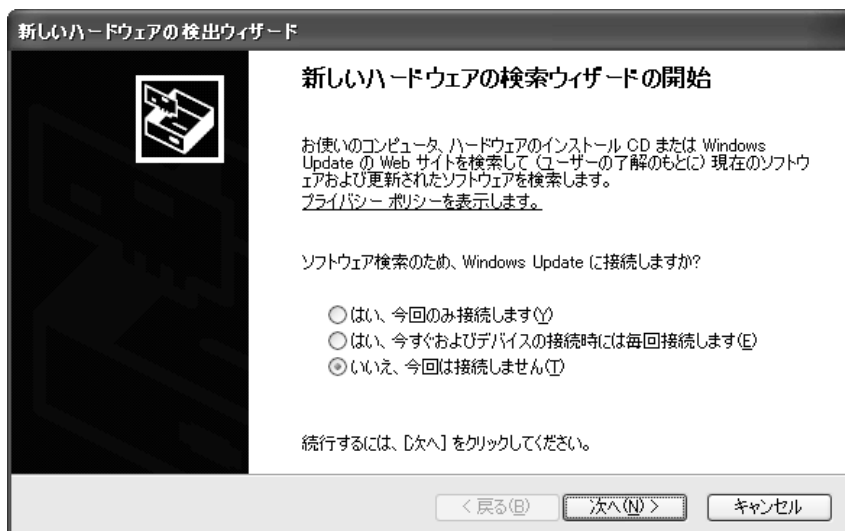 新しいハードウェアの検出ウィザード
新しいハードウェアの検索ウィザードの開始
お使いのコンピュータ、ハードウェアのインストール CD または Windows
Update の Web サイトを検索して (ユーザーの了解のもとに) 現在のソフトウ
ェアおよび更新されたソフトウェアを検索します。
プライバシー ポリシーを表示します。
ソフトウェア検索のため、Windows Update に接続しますか?
はい、今回のみ接続します(Y)
はい、今すぐおよびデバイスの接続時には毎回接続します(E)
いいえ、今回は接続しません(T)
続行するには、[次へ] をクリックしてください。
< 戻る(B)
次へ(N) >
キャンセル